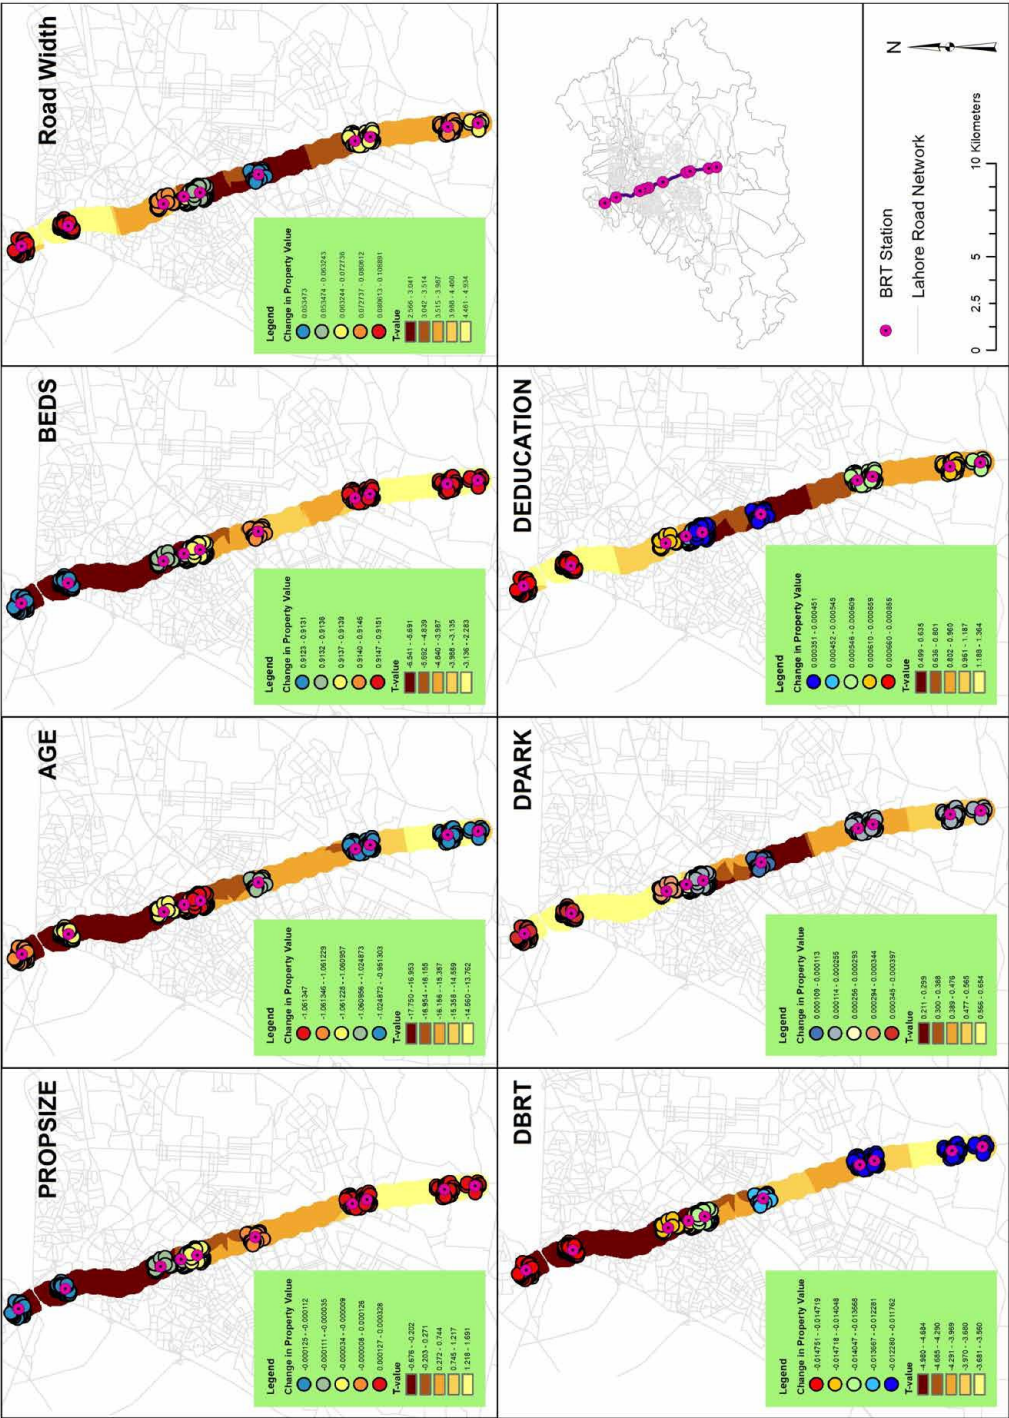 PROPSIZE
Legend
Change in Property Value
-0.000125 - -0.000112
-0.000111 - -0.000035
-0.000034 - -0.000009
-0.000008 - 0.000126
0.000127 - 0.000328
T-value
-0.676 - -0.202
-0.203 - 0.271
0.272 - 0.744
0.745 - 1.217
1.218 - 1.691
AGE
Legend
Change in Property Value
-1.061347
-1.061346 - -1.061229
-1.061228 - -1.060957
-1.060956 - -1.024873
-1.024872 - -0.951303
T-value
-17.750 - -16.953
-16.954 - -16.155
-16.156 - -15.357
-15.358 - -14.559
-14.560 - -13.762
BEDS
Legend
Change in Property Value
0.9123 - 0.9131
0.9132 - 0.9136
0.9137 - 0.9139
0.9140 - 0.9146
0.9147 - 0.9151
T-value
-6.541 - -5.691
-5.692 - -4.839
-4.840 - -3.987
-3.988 - -3.135
-3.136 - -2.283
Road Width
Legend
Change in Property Value
0.053473
0.053474 - 0.063243
0.063244 - 0.072736
0.072737 - 0.080612
0.080613 - 0.106891
T-value
2.566 - 3.041
3.042 - 3.514
3.515 - 3.987
3.988 - 4.460
4.461 - 4.934
DBRT
Legend
Change in Property Value
-0.014751 - -0.014719
-0.014718 - -0.014048
-0.014047 - -0.013668
-0.013667 - -0.012281
-0.012280 - -0.011762
T-value
-4.980 - -4.684
-4.685 - -4.290
-4.291 - -3.969
-3.970 - -3.680
-3.681 - -3.560
DPARK
Legend
Change in Property Value
0.000109 - 0.000113
0.000114 - 0.000255
0.000256 - 0.000293
0.000294 - 0.000344
0.000345 - 0.000397
T-value
0.211 - 0.299
0.300 - 0.388
0.389 - 0.476
0.477 - 0.565
0.566 - 0.654
DEDUCATION
Legend
Change in Property Value
0.000351 - 0.000451
0.000452 - 0.000545
0.000546 - 0.000609
0.000610 - 0.000659
0.000660 - 0.000856
T-value
0.499 - 0.635
0.636 - 0.801
0.802 - 0.960
0.961 - 1.187
1.188 - 1.364
BRT Station
Lahore Road Network
N
0 2.5 5 10 Kilometers